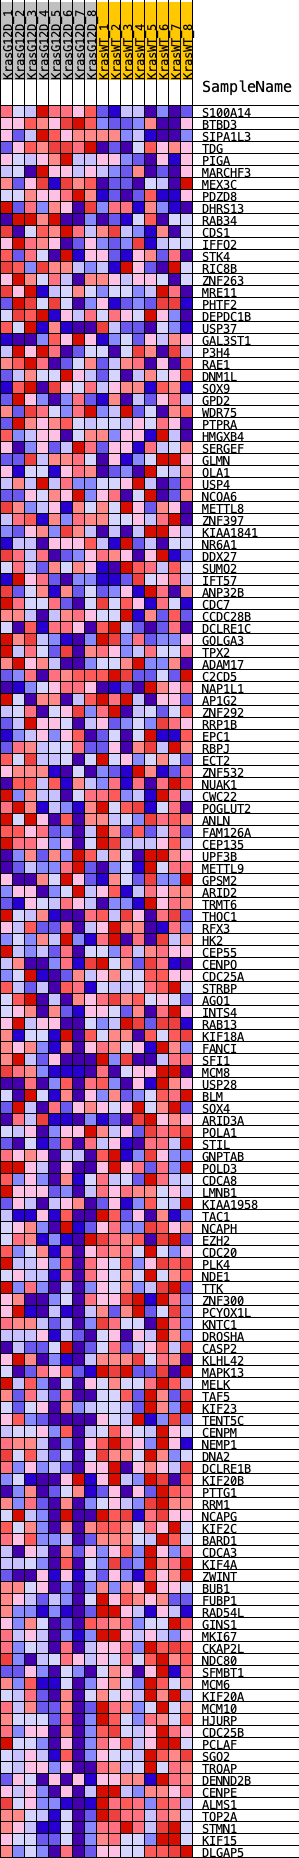 KrasG12D_1
KrasG12D_2
KrasG12D_3
KrasG12D_4
KrasG12D_5
KrasG12D_6
KrasG12D_7
KrasG12D_8
KrasWT_1
KrasWT_2
KrasWT_3
KrasWT_4
KrasWT_5
KrasWT_6
KrasWT_7
KrasWT_8
SampleName
S100A14
BTBD3
SIPA1L3
TDG
PIGA
MARCHF3
MEX3C
PDZD8
DHRS13
RAB34
CDS1
IFFO2
STK4
RIC8B
ZNF263
MRE11
PHTF2
DEPDC1B
USP37
GAL3ST1
P3H4
RAE1
DNM1L
SOX9
GPD2
WDR75
PTPRA
HMGXB4
SERGEF
GLMN
OLA1
USP4
NCOA6
METTL8
ZNF397
KIAA1841
NR6A1
DDX27
SUMO2
IFT57
ANP32B
CDC7
CCDC28B
DCLRE1C
GOLGA3
TPX2
ADAM17
C2CD5
NAP1L1
AP1G2
ZNF292
RRP1B
EPC1
RBPJ
ECT2
ZNF532
NUAK1
CWC22
POGLUT2
ANLN
FAM126A
CEP135
UPF3B
METTL9
GPSM2
ARID2
TRMT6
THOC1
RFX3
HK2
CEP55
CENPO
CDC25A
STRBP
AGO1
INTS4
RAB13
KIF18A
FANCI
SFI1
MCM8
USP28
BLM
SOX4
ARID3A
POLA1
STIL
GNPTAB
POLD3
CDCA8
LMNB1
KIAA1958
TAC1
NCAPH
EZH2
CDC20
PLK4
NDE1
TTK
ZNF300
PCYOX1L
KNTC1
DROSHA
CASP2
KLHL42
MAPK13
MELK
TAF5
KIF23
TENT5C
CENPM
NEMP1
DNA2
DCLRE1B
KIF20B
PTTG1
RRM1
NCAPG
KIF2C
BARD1
CDCA3
KIF4A
ZWINT
BUB1
FUBP1
RAD54L
GINS1
MKI67
CKAP2L
NDC80
SFMBT1
MCM6
KIF20A
MCM10
HJURP
CDC25B
PCLAF
SGO2
TROAP
DENND2B
CENPE
ALMS1
TOP2A
STMN1
KIF15
DLGAP5